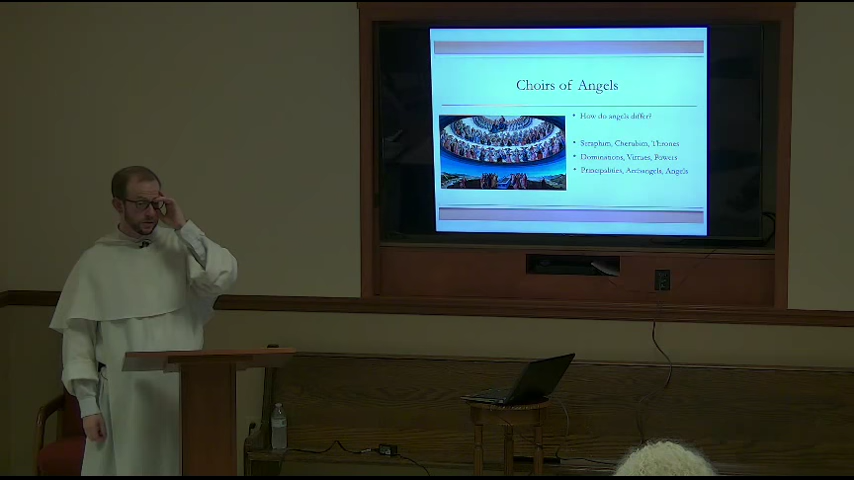 Choirs of Angels
• How do angels differ?
• Seraphim, Cherubim, Thrones
• Dominations, Virtues, Powers
• Principalities, Archangels, Angels